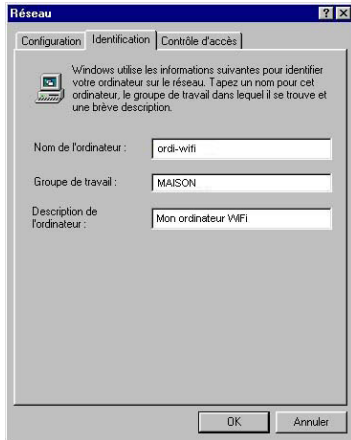 Réseau
Configuration Identification Contrôle d'accès
Windows utilise les informations suivantes pour identifier
votre ordinateur sur le réseau. Tapez un nom pour cet
ordinateur, le groupe de travail dans lequel il se trouve et
une brève description.
Nom de l'ordinateur : ordi-wifi
Groupe de travail : MAISON
Description de
l'ordinateur : Mon ordinateur WiFi
OK Annuler